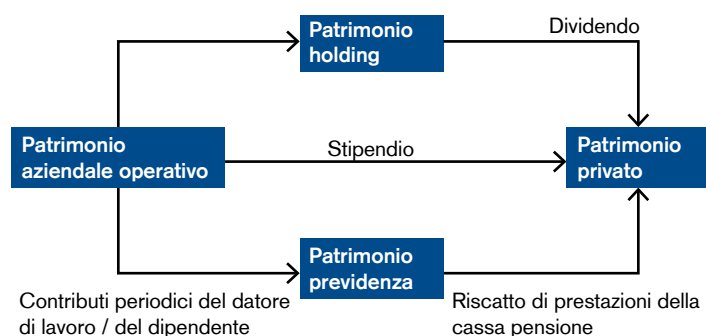 Patrimonio
holding
Dividendo
Patrimonio
aziendale operativo
Stipendio
Patrimonio
privato
Patrimonio
previdenza
Contributi periodici del datore
di lavoro / del dipendente
Riscatto di prestazioni della
cassa pensione